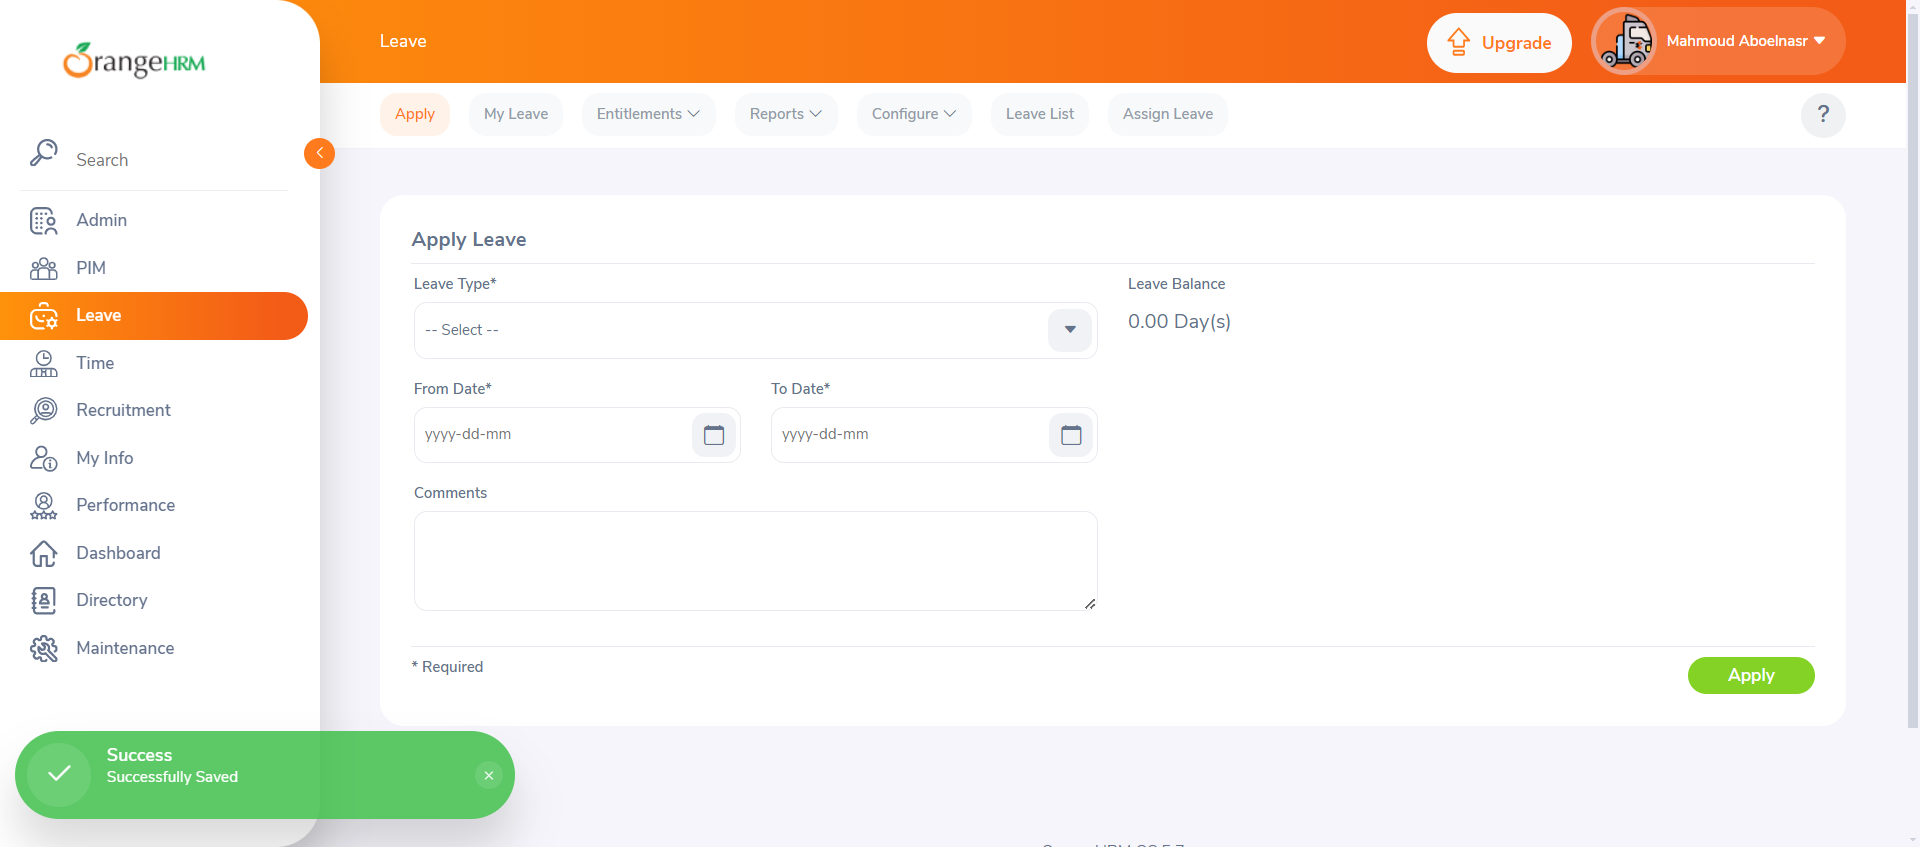 OrangeHRM
Leave
Upgrade
Mahmoud Aboelnasr
Apply
My Leave
Entitlements
Reports
Configure
Leave List
Assign Leave
?
Search
Admin
PIM
Leave
Time
Recruitment
My Info
Performance
Dashboard
Directory
Maintenance
Apply Leave
Leave Type*
Leave Balance
-- Select --
0.00 Day(s)
From Date*
To Date*
yyyy-dd-mm
yyyy-dd-mm
Comments
* Required
Apply
Success
Successfully Saved